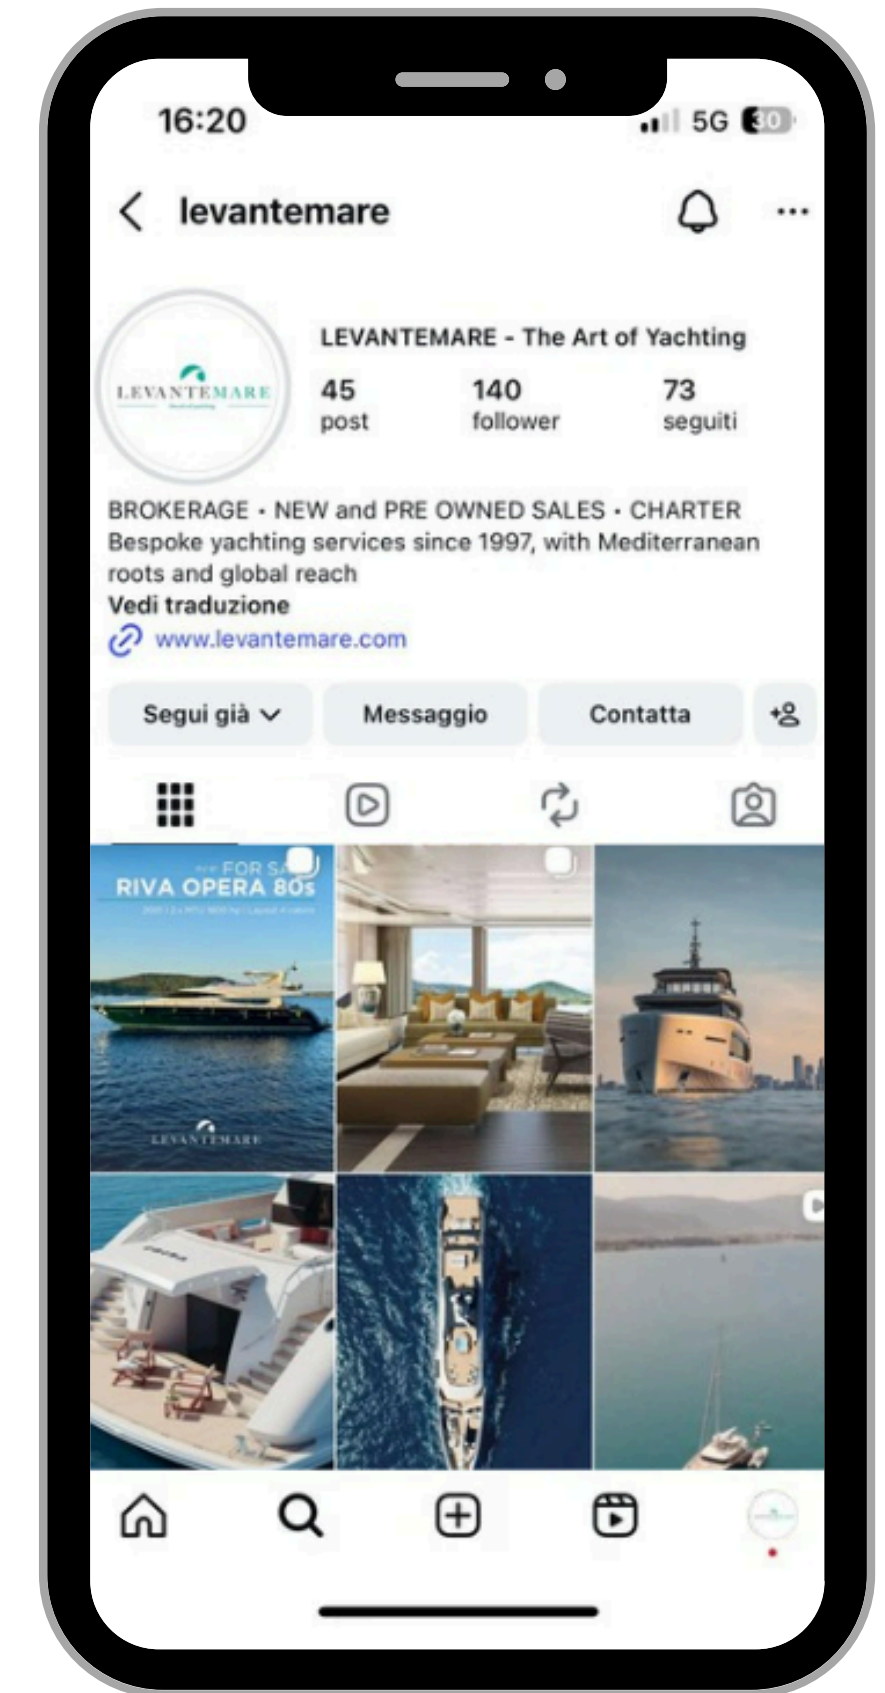 16:20
5G
30
levantemare
LEVANTEMARE
LEVANTEMARE - The Art of Yachting
45
140
73
post
follower
seguiti
BROKERAGE • NEW and PRE OWNED SALES • CHARTER
Bespoke yachting services since 1997, with Mediterranean
roots and global reach
Vedi traduzione
www.levantemare.com
Segui già
Messaggio
Contatta
FOR
RIVA OPERA 80s
LEVANTEMARE